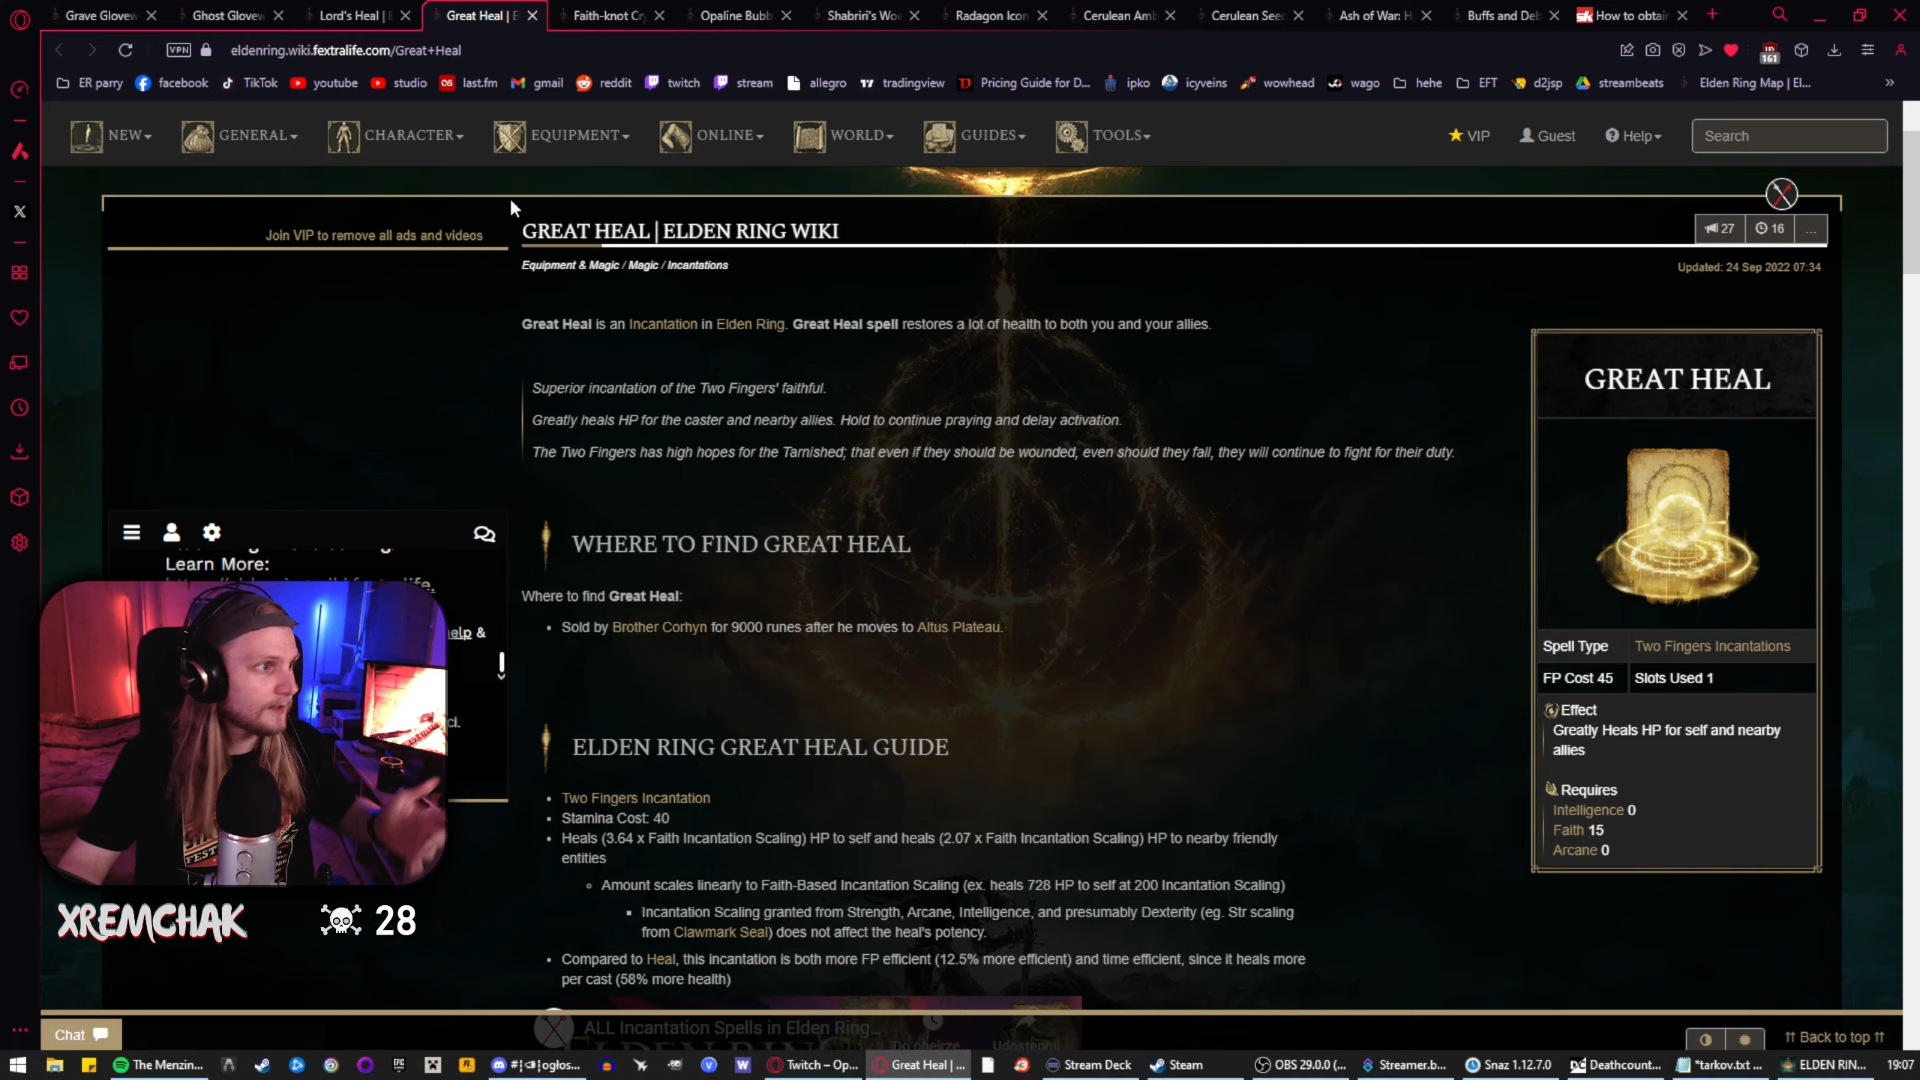 Grave Glovew
Ghost Glovew
Lord's Heal | E
Great Heal | E
Faith-knot Cry
Opaline Bubb
Shabriri's Woe
Radagon Icon
Cerulean Amb
Cerulean Seec
Ash of War: H
Buffs and Deb
How to obtain
VPN
eldenring.wiki.fextralife.com/Great+Heal
161
ER parry
facebook
TikTok
youtube
studio
last.fm
gmail
reddit
twitch
stream
allegro
tradingview
Pricing Guide for D...
ipko
icyveins
wowhead
wago
hehe
EFT
d2jsp
streambeats
Elden Ring Map | El...
NEW
GENERAL
CHARACTER
EQUIPMENT
ONLINE
WORLD
GUIDES
TOOLS
VIP
Guest
Help
Search
Join VIP to remove all ads and videos
GREAT HEAL | ELDEN RING WIKI
27
16
...
Equipment & Magic / Magic / Incantations
Updated: 24 Sep 2022 07:34
Great Heal is an Incantation in Elden Ring. Great Heal spell restores a lot of health to both you and your allies.
Superior incantation of the Two Fingers' faithful.
Greatly heals HP for the caster and nearby allies. Hold to continue praying and delay activation.
The Two Fingers has high hopes for the Tarnished; that even if they should be wounded, even should they fall, they will continue to fight for their duty.
GREAT HEAL
WHERE TO FIND GREAT HEAL
Where to find Great Heal:
• Sold by Brother Corhyn for 9000 runes after he moves to Altus Plateau.
Learn More:
elp &
Spell Type
Two Fingers Incantations
FP Cost 45
Slots Used 1
Effect
Greatly Heals HP for self and nearby
allies
Requires
Intelligence 0
Faith 15
Arcane 0
ELDEN RING GREAT HEAL GUIDE
• Two Fingers Incantation
• Stamina Cost: 40
• Heals (3.64 x Faith Incantation Scaling) HP to self and heals (2.07 x Faith Incantation Scaling) HP to nearby friendly
entities
Amount scales linearly to Faith-Based Incantation Scaling (ex. heals 728 HP to self at 200 Incantation Scaling)
Incantation Scaling granted from Strength, Arcane, Intelligence, and presumably Dexterity (eg. Str scaling
from Clawmark Seal) does not affect the heal's potency.
• Compared to Heal, this incantation is both more FP efficient (12.5% more efficient) and time efficient, since it heals more
per cast (58% more health)
XREMCHAK
28
ALL Incantation Spells in Elden Ring...
Do obejrze...
Udostępnij
Chat
Back to top
The Menzin...
#¦ogłos...
Twitch – Op...
Great Heal | ...
Stream Deck
Steam
OBS 29.0.0 (...
Streamer.b...
Snaz 1.12.7.0
Deathcount...
*tarkov.txt ...
ELDEN RIN...
19:07